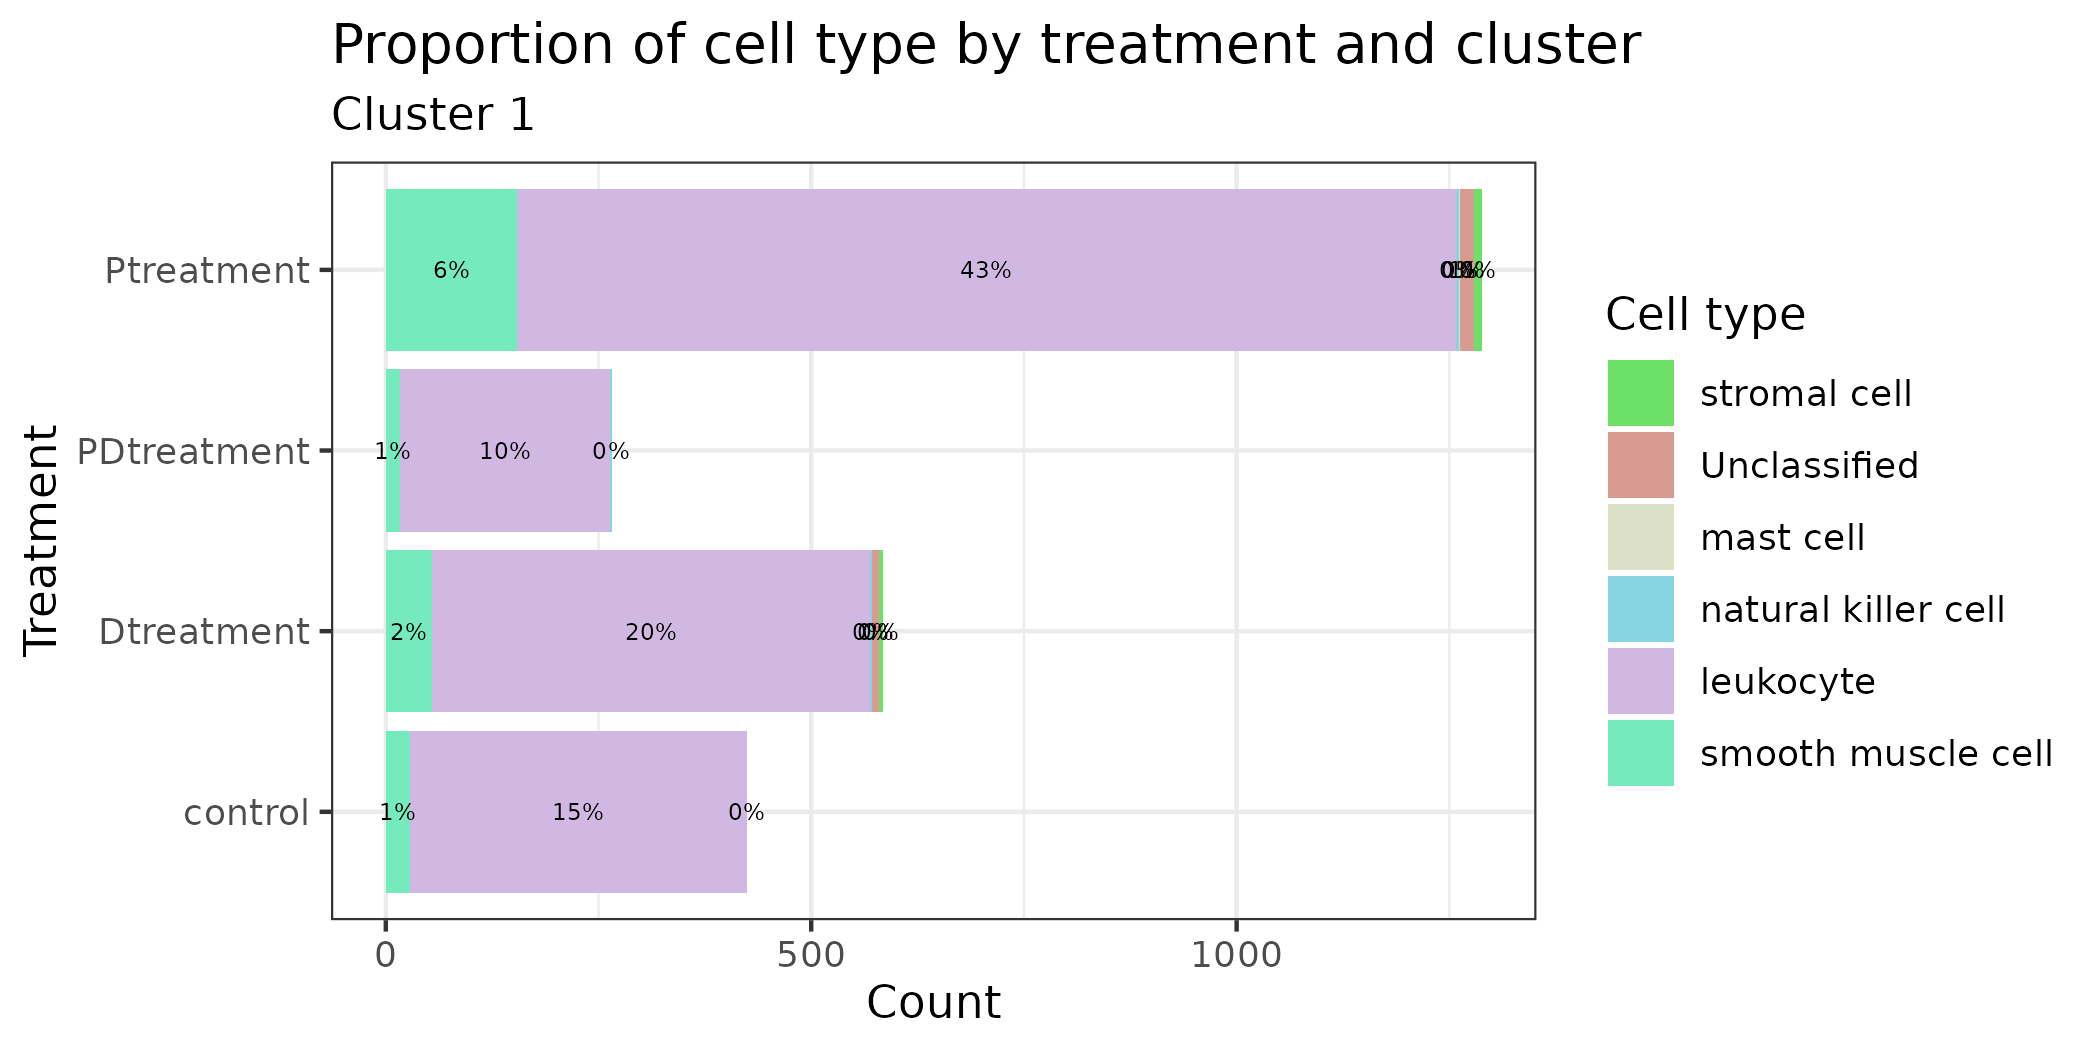 Proportion of cell type by treatment and cluster
Cluster 1
Treatment
Ptreatment
6%
43%
PDtreatment
1%
10%
0%
Dtreatment
2%
20%
control
1%
15%
0%
0
500
1000
Count
Cell type
stromal cell
Unclassified
mast cell
natural killer cell
leukocyte
smooth muscle cell